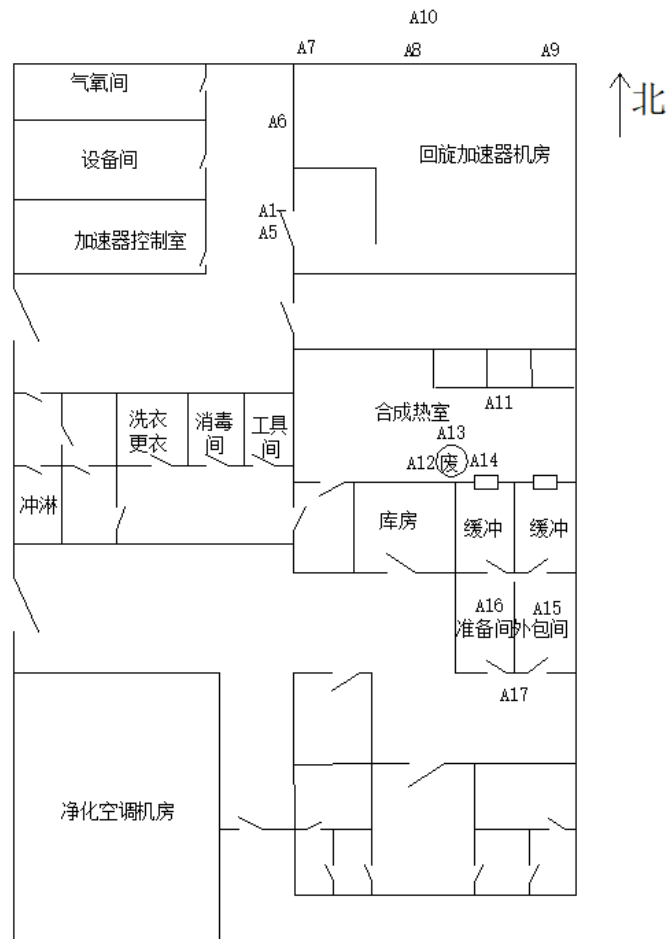 A10
A7
A8
A9
北
气氧间
A6
设备间
回旋加速器机房
A1
A5
加速器控制室
A11
合成热室
洗衣
更衣
消毒
间
工具
间
A13
A12
废
A14
冲淋
库房
缓冲
缓冲
A16
A15
准备间
外包间
A17
净化空调机房